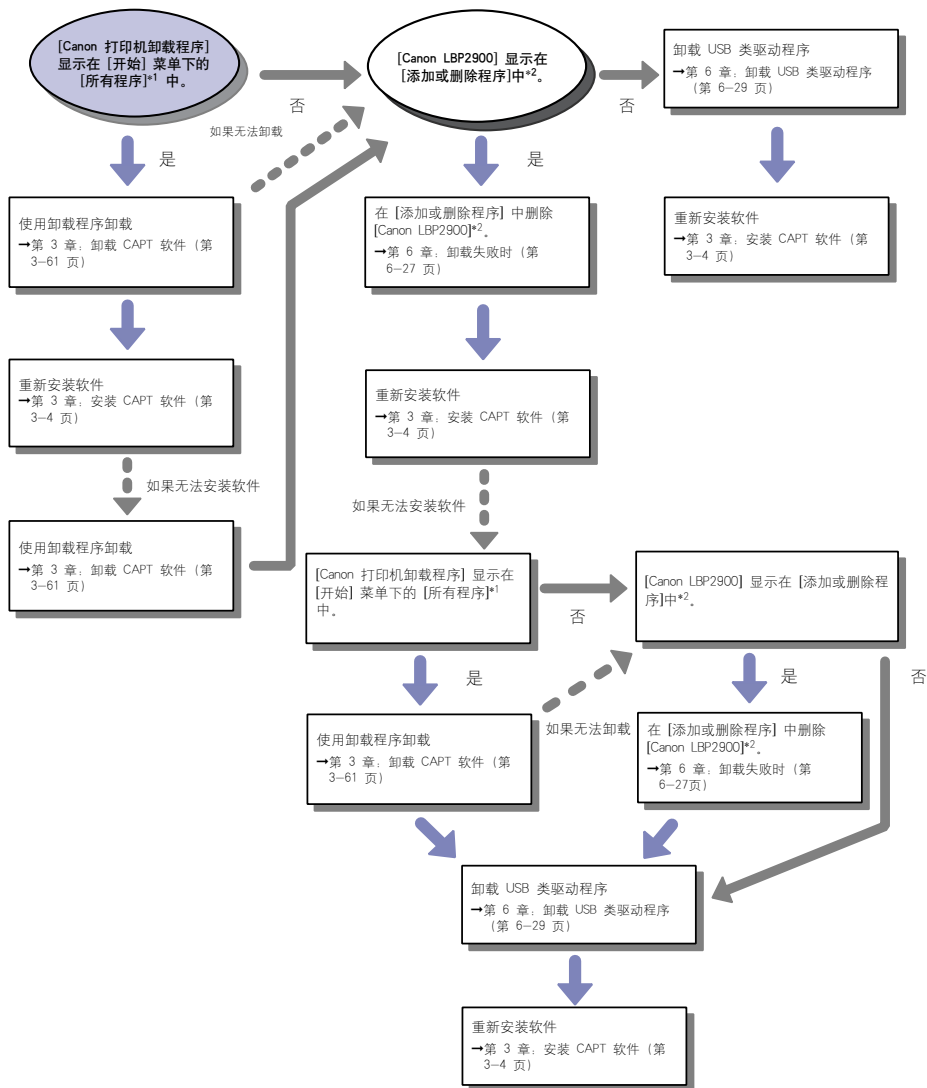 [Canon 打印机卸载程序]
显示在 [开始] 菜单下的
[所有程序]*1 中。
否
[Canon LBP2900] 显示在
[添加或删除程序]中*2。
否
卸载 USB 类驱动程序
→第 6 章：卸载 USB 类驱动程序
(第 6-29 页)
如果无法卸载
是
是
使用卸载程序卸载
→第 3 章：卸载 CAPT 软件 (第
3-61 页)
在 [添加或删除程序] 中删除
[Canon LBP2900]*2。
→第 6 章：卸载失败时 (第
6-27 页)
重新安装软件
→第 3 章：安装 CAPT 软件 (第
3-4 页)
重新安装软件
→第 3 章：安装 CAPT 软件 (第
3-4 页)
重新安装软件
→第 3 章：安装 CAPT 软件 (第
3-4 页)
如果无法安装软件
如果无法安装软件
使用卸载程序卸载
→第 3 章：卸载 CAPT 软件 (第
3-61 页)
[Canon 打印机卸载程序] 显示在
[开始] 菜单下的 [所有程序]*1
中。
否
[Canon LBP2900] 显示在 [添加或删除程
序]中*2。
是
是
否
如果无法卸载
使用卸载程序卸载
→第 3 章：卸载 CAPT 软件 (第
3-61 页)
在 [添加或删除程序] 中删除
[Canon LBP2900]*2。
→第 6 章：卸载失败时 (第
6-27页)
卸载 USB 类驱动程序
→第 6 章：卸载 USB 类驱动程序
(第 6-29 页)
重新安装软件
→第 3 章：安装 CAPT 软件 (第
3-4 页)